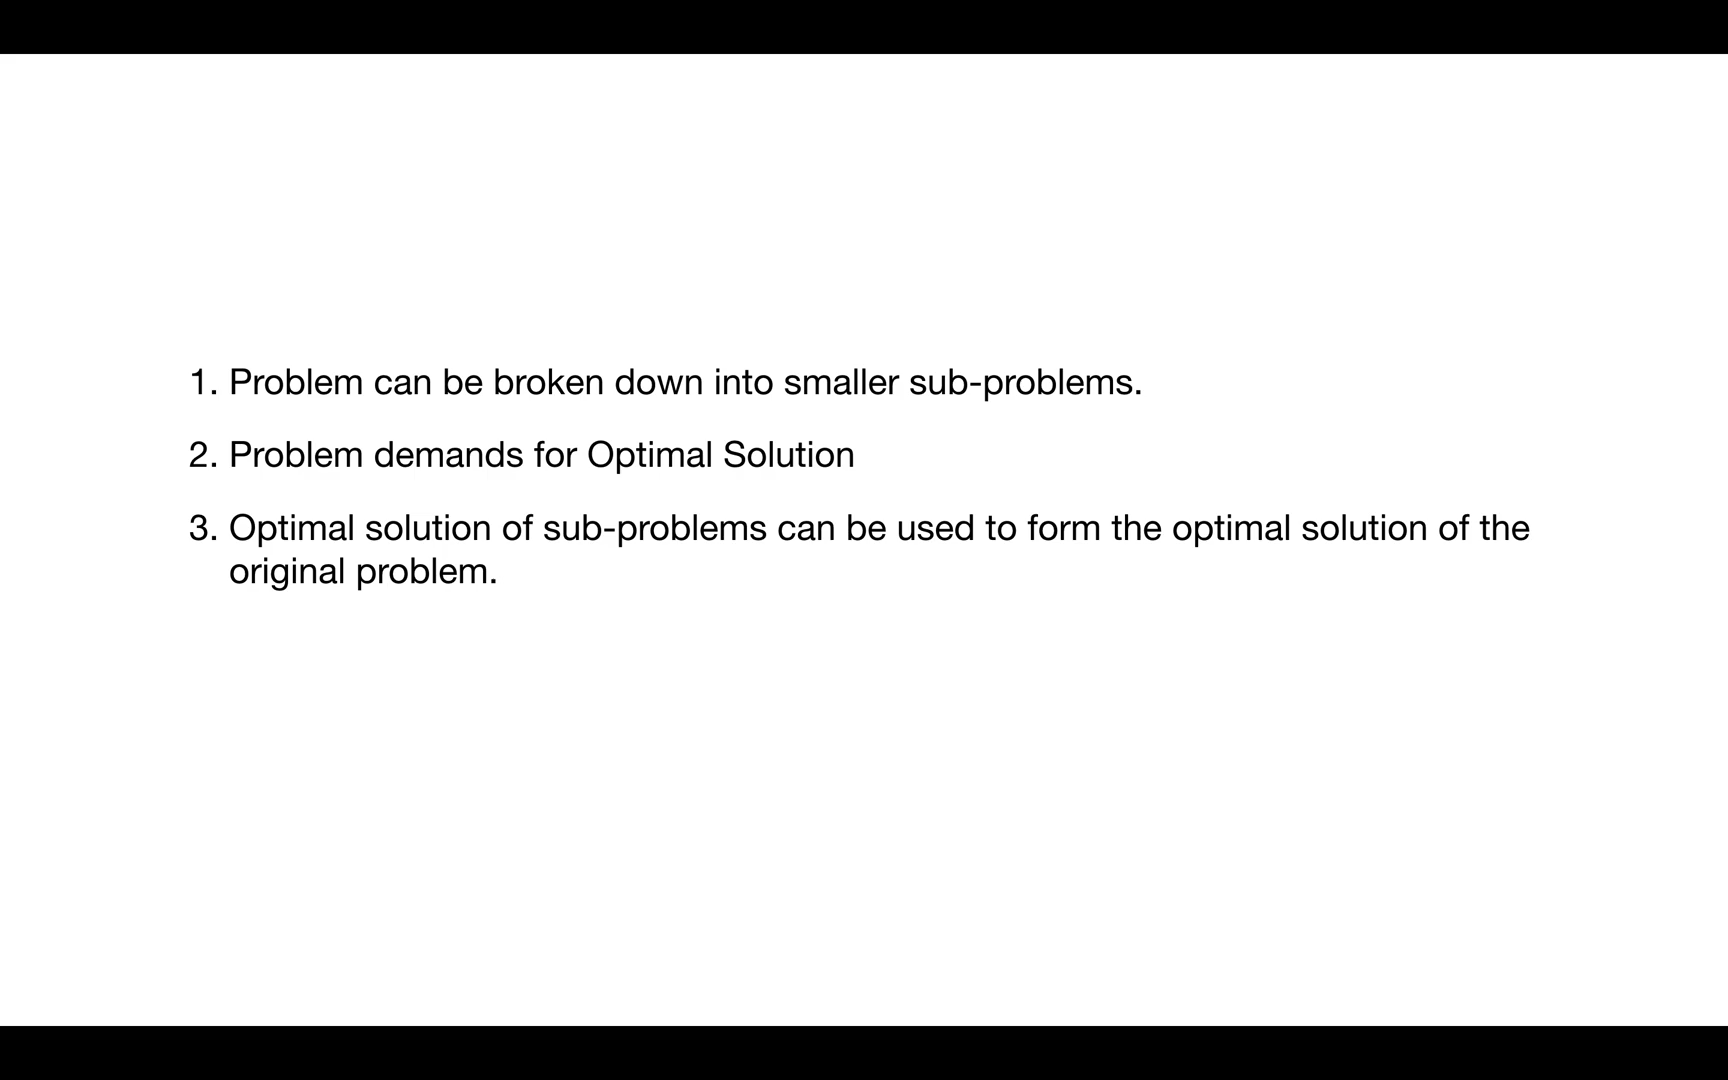 1. Problem can be broken down into smaller sub-problems.
2. Problem demands for Optimal Solution
3. Optimal solution of sub-problems can be used to form the optimal solution of the
original problem.